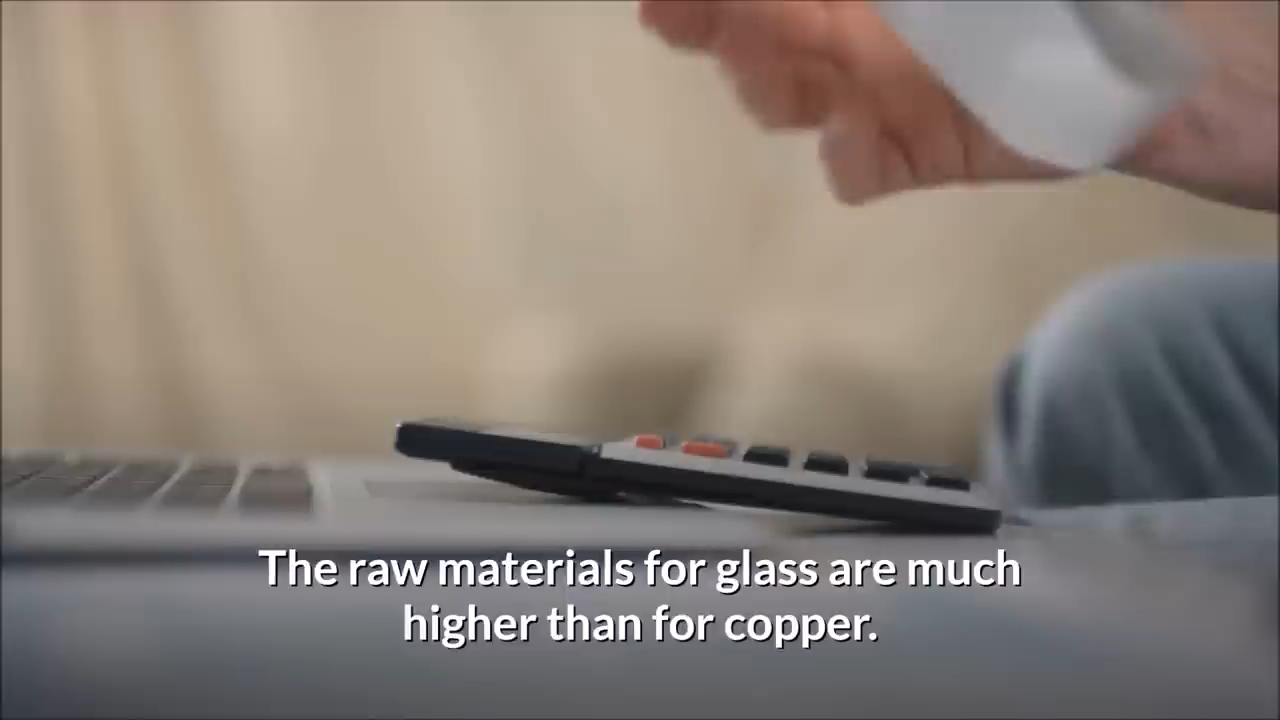 The raw materials for glass are much
higher than for copper.